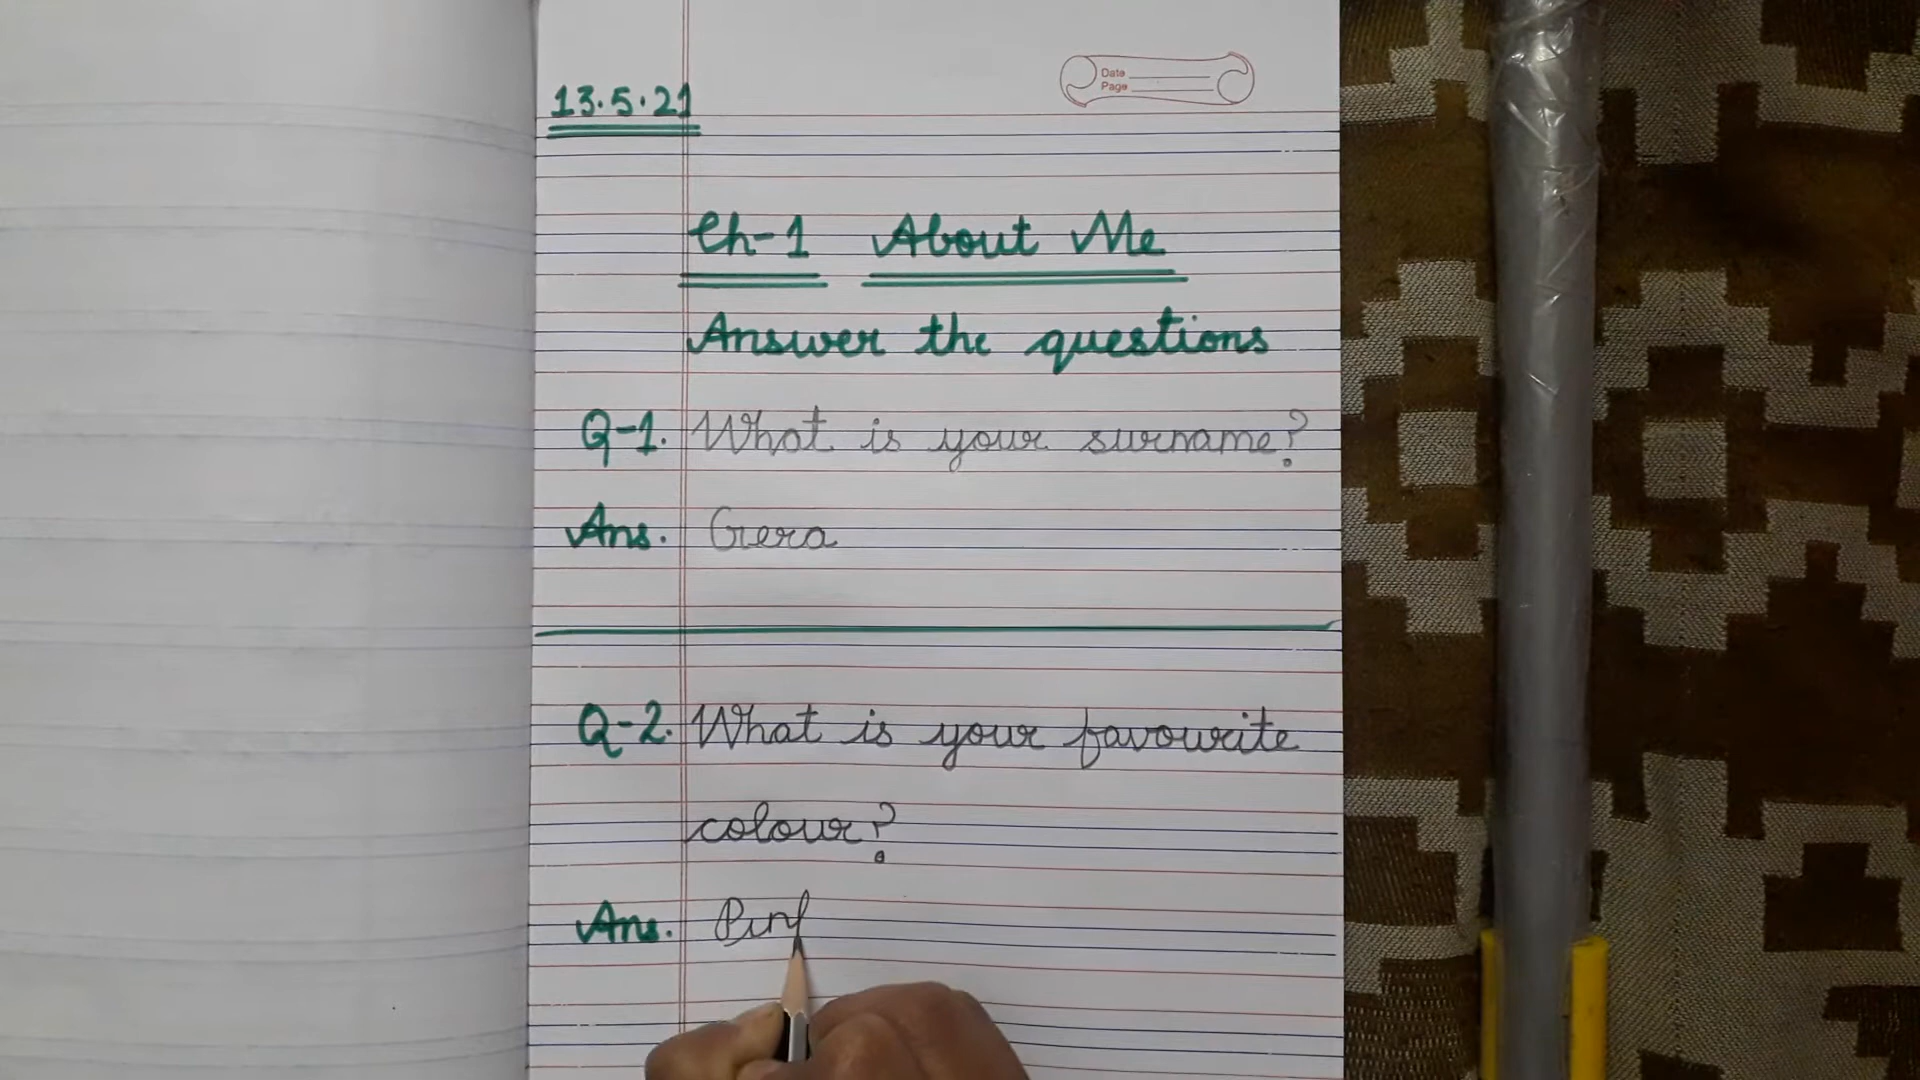 Date
Page
13.5.21
Ch-1 About Me
Answer the questions
Q-1. What is your surname?
Ans. Gera
Q-2. What is your favourite
colour?
Ans.